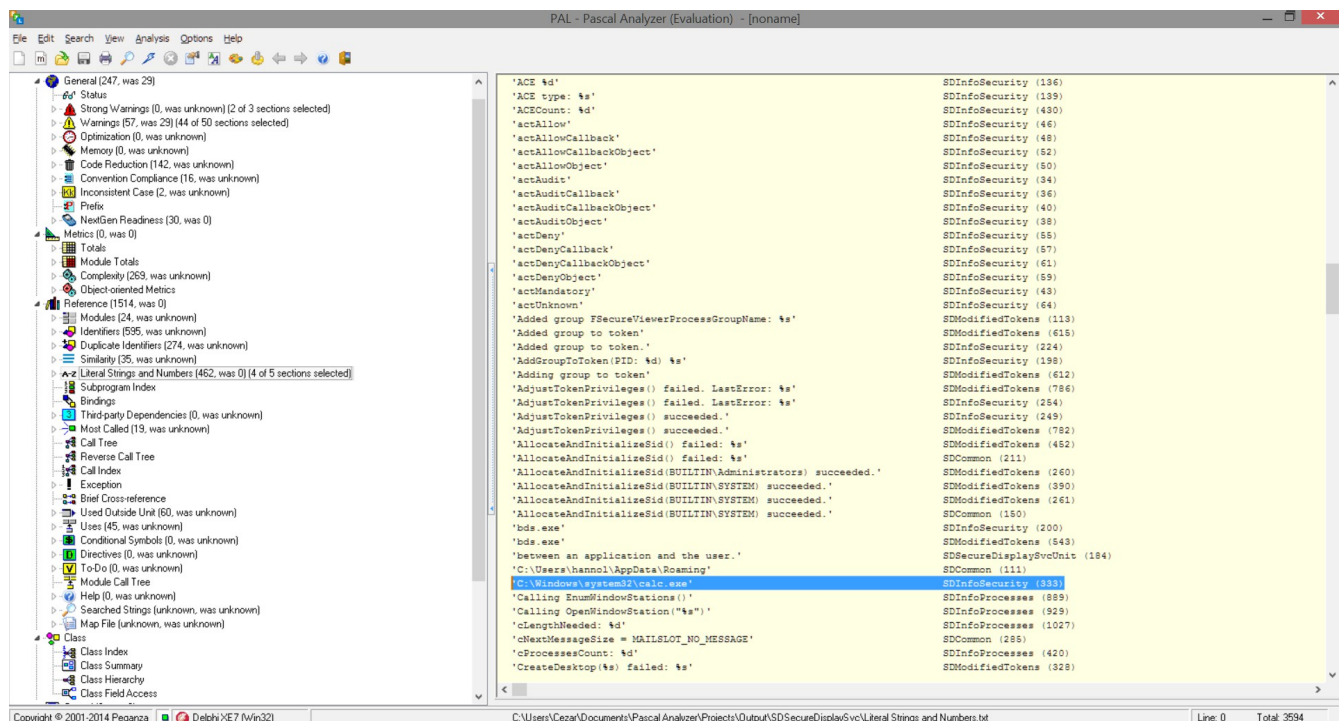 PAL - Pascal Analyzer (Evaluation) - [noname]
File Edit Search View Analysis Options Help
General (247, was 29)
Status
Strong Warnings (0, was unknown) (2 of 3 sections selected)
Warnings (57, was 29) (44 of 50 sections selected)
Optimization (0, was unknown)
Memory (0, was unknown)
Code Reduction (142, was unknown)
Convention Compliance (16, was unknown)
Inconsistent Case (2, was unknown)
Prefix
NextGen Readiness (30, was 0)
Metrics (0, was 0)
Totals
Module Totals
Complexity (269, was unknown)
Object-oriented Metrics
Reference (1514, was 0)
Modules (24, was unknown)
Identifiers (595, was unknown)
Duplicate Identifiers (274, was unknown)
Similarity (35, was unknown)
A-Z Literal Strings and Numbers (462, was 0) (4 of 5 sections selected)
Subprogram Index
Bindings
Third-party Dependencies (0, was unknown)
Most Called (19, was unknown)
Call Tree
Reverse Call Tree
Call Index
Exception
Brief Cross-reference
Used Outside Unit (60, was unknown)
Uses (45, was unknown)
Conditional Symbols (0, was unknown)
Directives (0, was unknown)
To-Do (0, was unknown)
Module Call Tree
Help (0, was unknown)
Searched Strings (unknown, was unknown)
Map File (unknown, was unknown)
Class
Class Index
Class Summary
Class Hierarchy
Class Field Access
'ACE %d' SDInfoSecurity (136)
'ACE type: %s' SDInfoSecurity (139)
'ACECount: %d' SDInfoSecurity (430)
'actAllow' SDInfoSecurity (46)
'actAllowCallback' SDInfoSecurity (48)
'actAllowCallbackObject' SDInfoSecurity (52)
'actAllowObject' SDInfoSecurity (50)
'actAudit' SDInfoSecurity (34)
'actAuditCallback' SDInfoSecurity (36)
'actAuditCallbackObject' SDInfoSecurity (40)
'actAuditObject' SDInfoSecurity (38)
'actDeny' SDInfoSecurity (55)
'actDenyCallback' SDInfoSecurity (57)
'actDenyCallbackObject' SDInfoSecurity (61)
'actDenyObject' SDInfoSecurity (59)
'actMandatory' SDInfoSecurity (43)
'actUnknown' SDInfoSecurity (64)
'Added group FSecureViewerProcessGroupName: %s' SDModifiedTokens (113)
'Added group to token' SDModifiedTokens (615)
'Added group to token.' SDInfoSecurity (224)
'AddGroupToToken(PID: %d) %s' SDInfoSecurity (198)
'Adding group to token' SDModifiedTokens (612)
'AdjustTokenPrivileges() failed. LastError: %s' SDModifiedTokens (786)
'AdjustTokenPrivileges() failed. LastError: %s' SDInfoSecurity (254)
'AdjustTokenPrivileges() succeeded.' SDInfoSecurity (249)
'AdjustTokenPrivileges() succeeded.' SDModifiedTokens (782)
'AllocateAndInitializeSid() failed: %s' SDModifiedTokens (452)
'AllocateAndInitializeSid() failed: %s' SDCommon (211)
'AllocateAndInitializeSid(BUILTIN\Administrators) succeeded.' SDModifiedTokens (260)
'AllocateAndInitializeSid(BUILTIN\SYSTEM) succeeded.' SDModifiedTokens (390)
'AllocateAndInitializeSid(BUILTIN\SYSTEM) succeeded.' SDModifiedTokens (261)
'AllocateAndInitializeSid(BUILTIN\SYSTEM) succeeded.' SDCommon (150)
'bds.exe' SDInfoSecurity (200)
'bds.exe' SDModifiedTokens (543)
'between an application and the user.' SDSecureDisplaySvcUnit (184)
'C:\Users\hannol\AppData\Roaming' SDCommon (111)
'C:\Windows\system32\calc.exe' SDInfoSecurity (333)
'Calling EnumWindowStations()' SDInfoProcesses (889)
'Calling OpenWindowStation("%s")' SDInfoProcesses (929)
'cLengthNeeded: %d' SDInfoProcesses (1027)
'cNextMessageSize = MAILSLOT_NO_MESSAGE' SDCommon (285)
'cProcessesCount: %d' SDInfoProcesses (420)
'CreateDesktop(%s) failed: %s' SDModifiedTokens (328)
Copyright © 2001-2014 Peganza Delphi XE7 (Win32) C:\Users\Cezar\Documents\Pascal Analyzer\Projects\Output\SDSecureDisplaySvc\Literal Strings and Numbers.txt Line: 0 Total: 3594